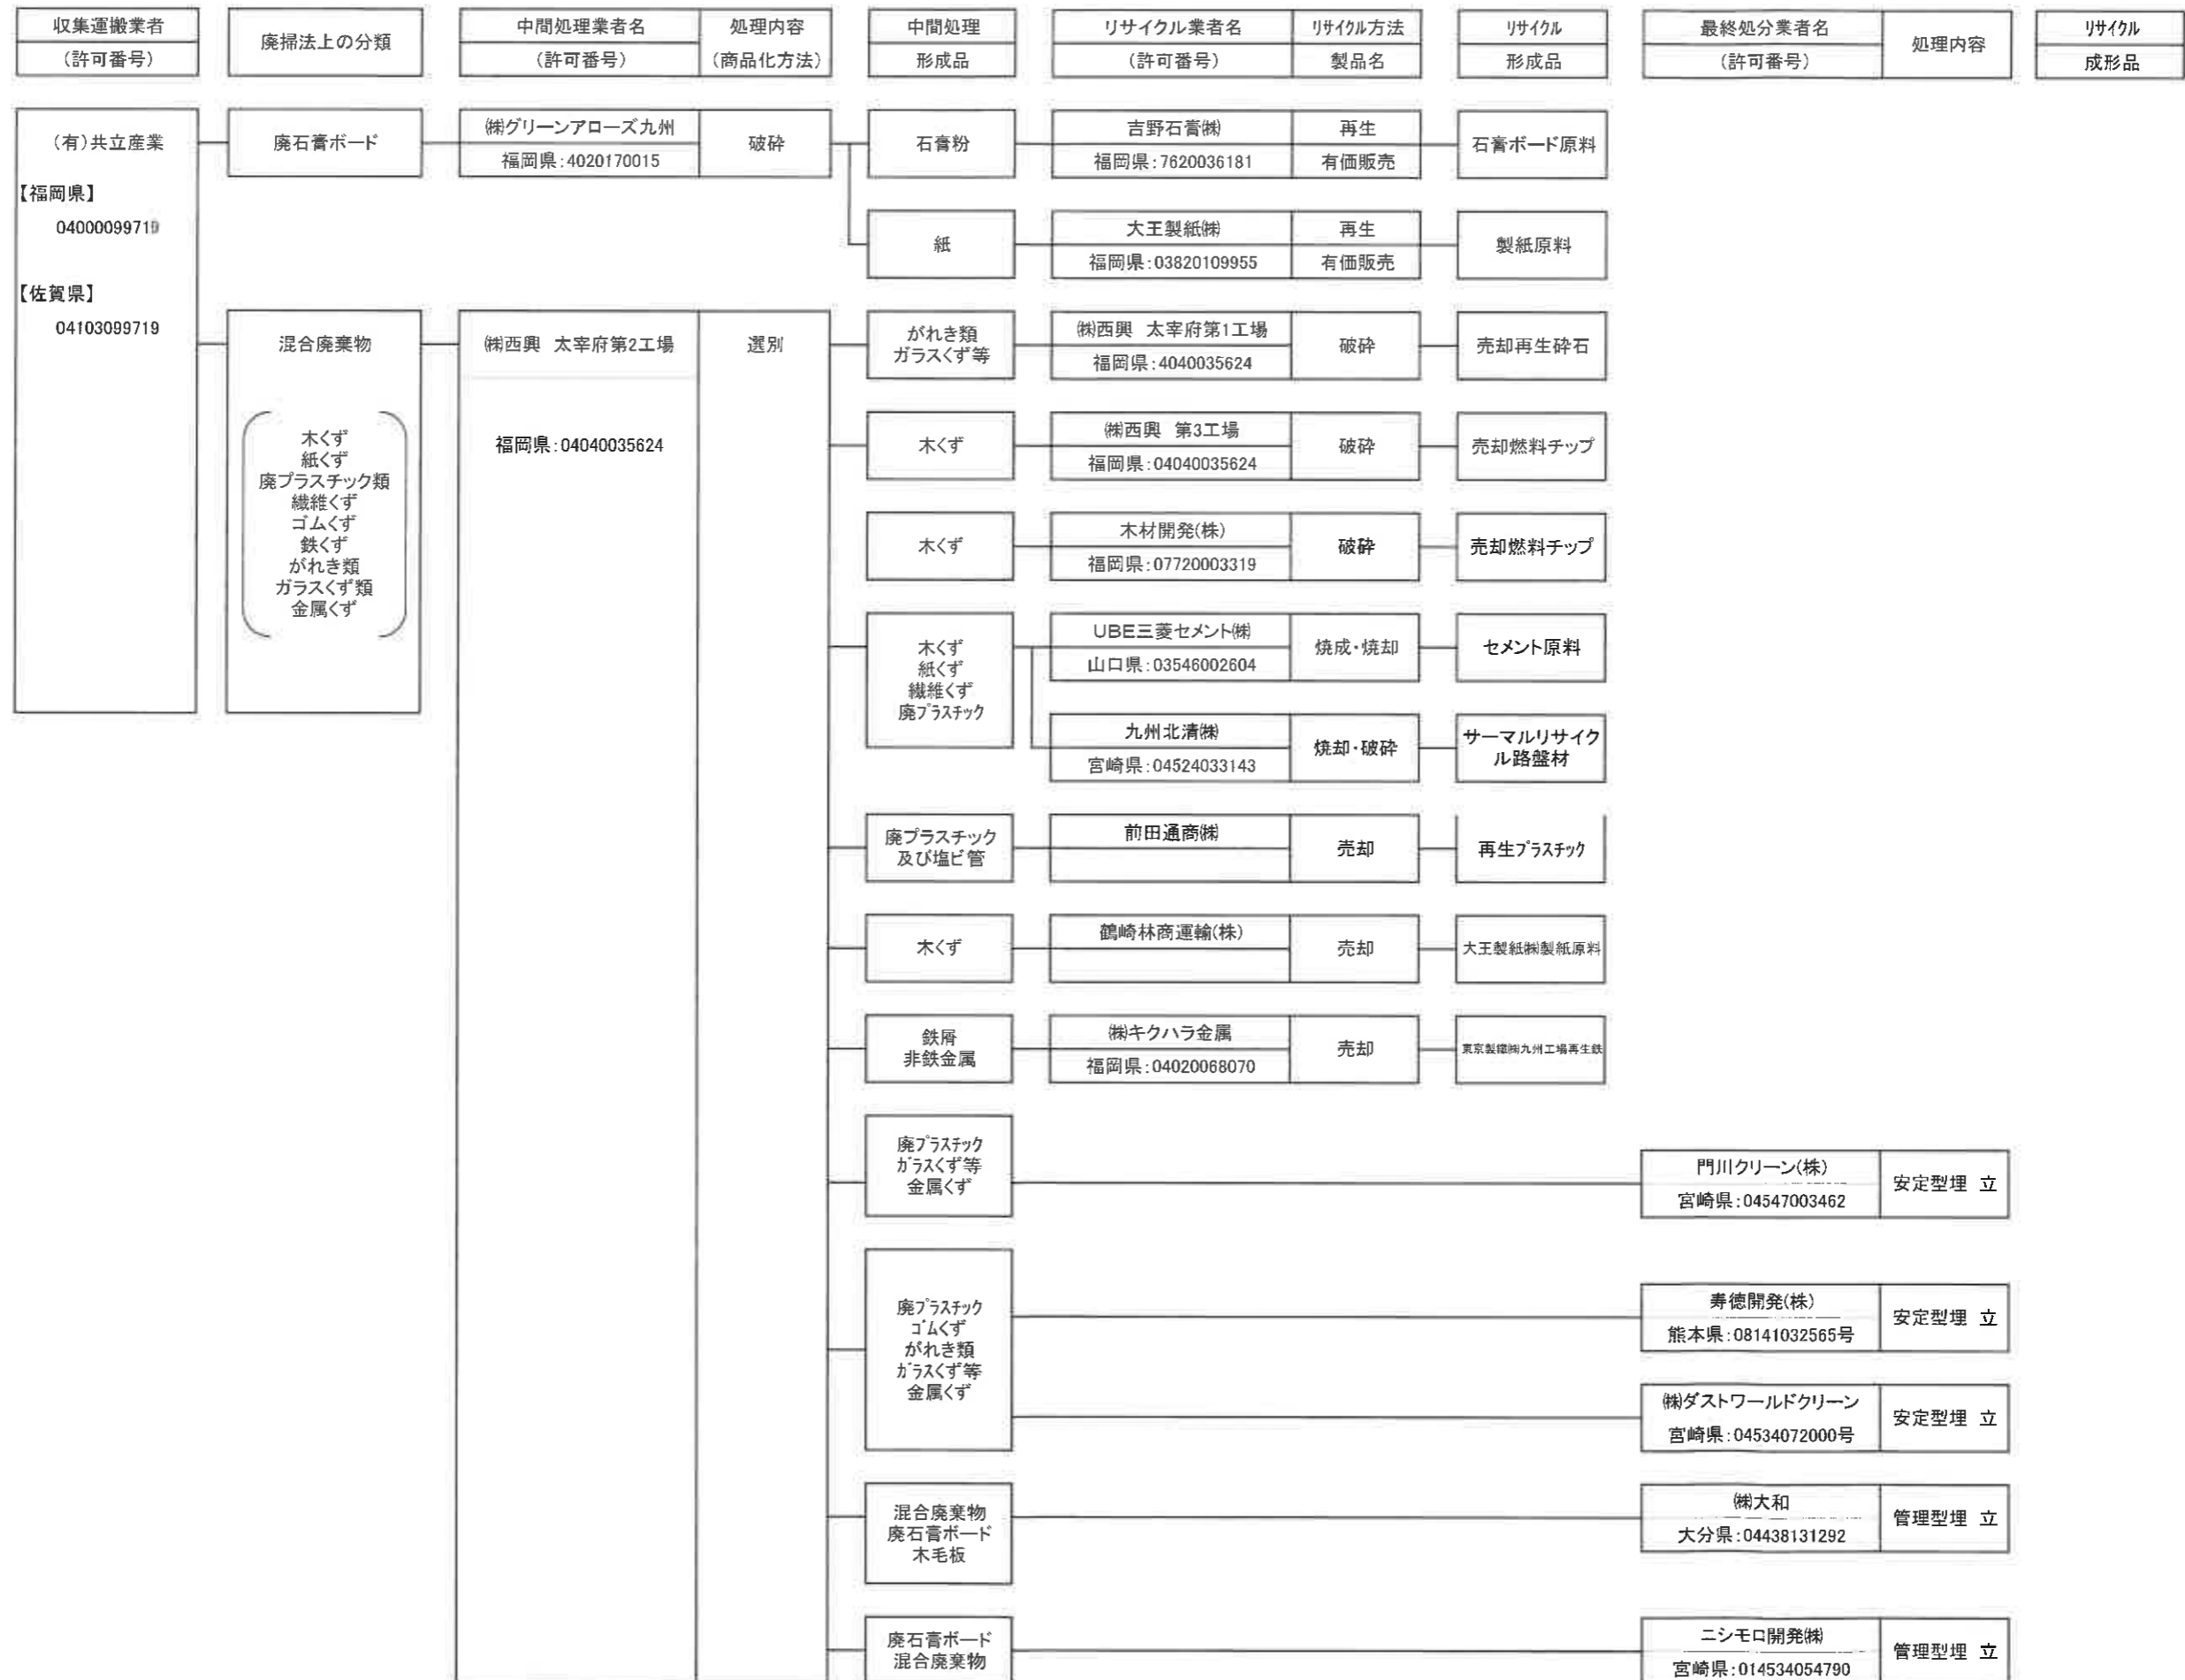 収集運搬業者
(許可番号)
廃掃法上の分類
中間処理業者名
(許可番号)
処理内容
(商品化方法)
中間処理
形成品
リサイクル業者名
(許可番号)
リサイクル方法
製品名
リサイクル
形成品
最終処分業者名
(許可番号)
処理内容
リサイクル
成形品
(有)共立産業
【福岡県】
04000099719
【佐賀県】
04103099719
廃石膏ボード
㈱グリーンアローズ九州
福岡県:4020170015
破砕
石膏粉
吉野石膏㈱
福岡県:7620036181
再生
有価販売
石膏ボード原料
紙
大王製紙㈱
福岡県:03820109955
再生
有価販売
製紙原料
混合廃棄物
木くず
紙くず
廃プラスチック類
繊維くず
ゴムくず
鉄くず
がれき類
ガラスくず類
金属くず
㈱西興 太宰府第2工場
福岡県:04040035624
選別
がれき類
ガラスくず等
㈱西興 太宰府第1工場
福岡県:4040035624
破砕
売却再生砕石
木くず
㈱西興 第3工場
福岡県:04040035624
破砕
売却燃料チップ
木くず
木材開発(株)
福岡県:07720003319
破砕
売却燃料チップ
木くず
紙くず
繊維くず
廃プラスチック
UBE三菱セメント㈱
山口県:03546002604
焼成・焼却
セメント原料
九州北清㈱
宮崎県:04524033143
焼却・破砕
サーマルリサイク
ル路盤材
廃プラスチック
及び塩ビ管
前田通商㈱
売却
再生プラスチック
木くず
鶴崎林商運輸(株)
売却
大王製紙㈱製紙原料
鉄屑
非鉄金属
㈱キクハラ金属
福岡県:04020068070
売却
東京製鐵㈱九州工場再生鉄
廃プラスチック
ガラスくず等
金属くず
門川クリーン(株)
宮崎県:04547003462
安定型埋 立
廃プラスチック
ゴムくず
がれき類
ガラスくず等
金属くず
寿徳開発(株)
熊本県:08141032565号
安定型埋 立
㈱ダストワールドクリーン
宮崎県:04534072000号
安定型埋 立
混合廃棄物
廃石膏ボード
木毛板
㈱大和
大分県:04438131292
管理型埋 立
廃石膏ボード
混合廃棄物
ニシモロ開発㈱
宮崎県:014534054790
管理型埋 立